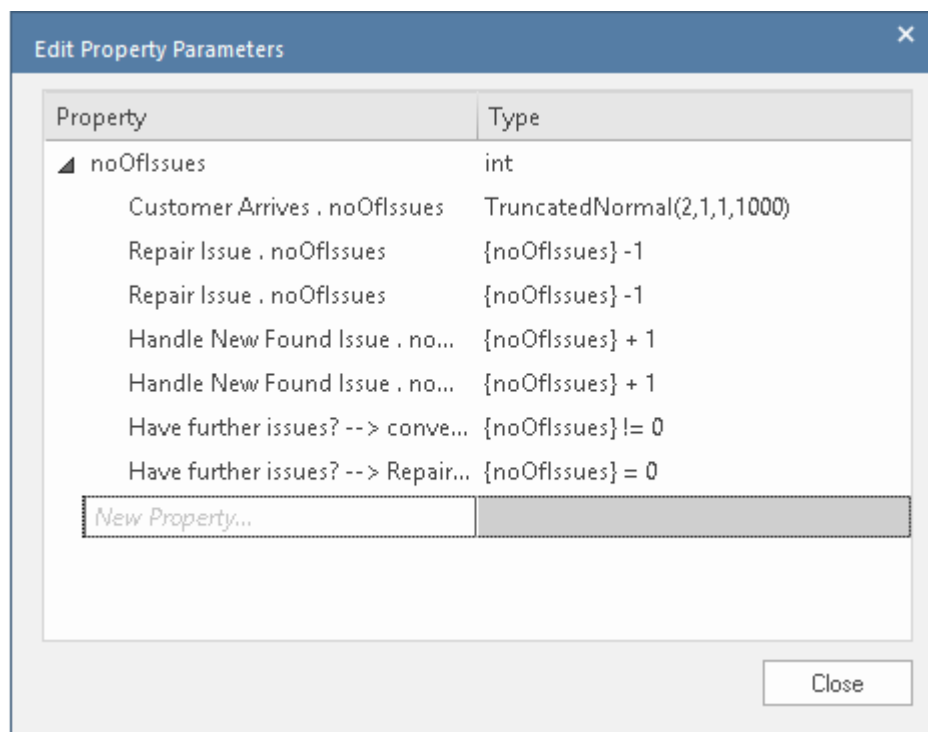 Edit Property Parameters
Property Type
noOfIssues int
Customer Arrives . noOfIssues TruncatedNormal(2,1,1,1000)
Repair Issue . noOfIssues {noOfIssues} -1
Repair Issue . noOfIssues {noOfIssues} -1
Handle New Found Issue . no... {noOfIssues} + 1
Handle New Found Issue . no... {noOfIssues} + 1
Have further issues? --> conve... {noOfIssues} != 0
Have further issues? --> Repair... {noOfIssues} = 0
New Property...
Close